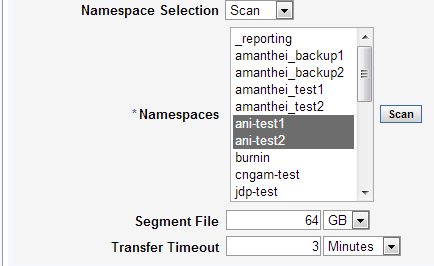 Namespace Selection Scan
_reporting
amanthei_backup1
amanthei_backup2
amanthei_test1
amanthei_test2
*Namespaces ani-test1 Scan
ani-test2
burnin
cngam-test
jdp-test
Segment File 64 GB
Transfer Timeout 3 Minutes